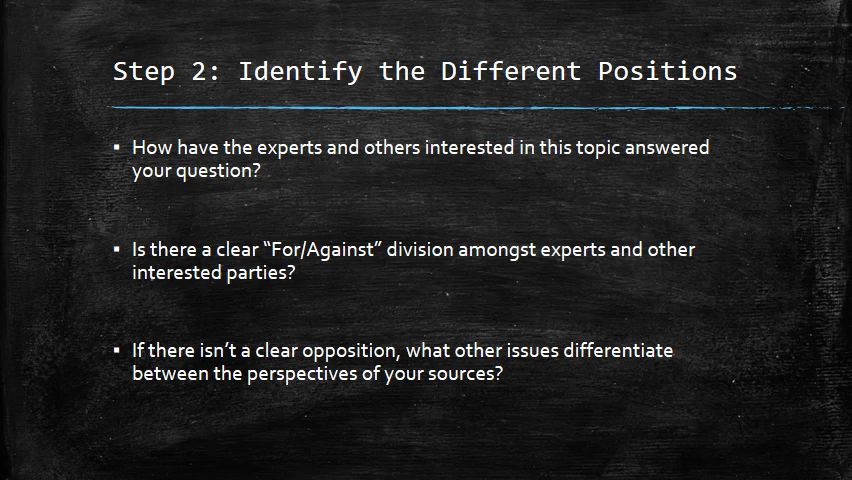 Step 2: Identify the Different Positions
▪ How have the experts and others interested in this topic answered
your question?
▪ Is there a clear “For/Against” division amongst experts and other
interested parties?
▪ If there isn’t a clear opposition, what other issues differentiate
between the perspectives of your sources?